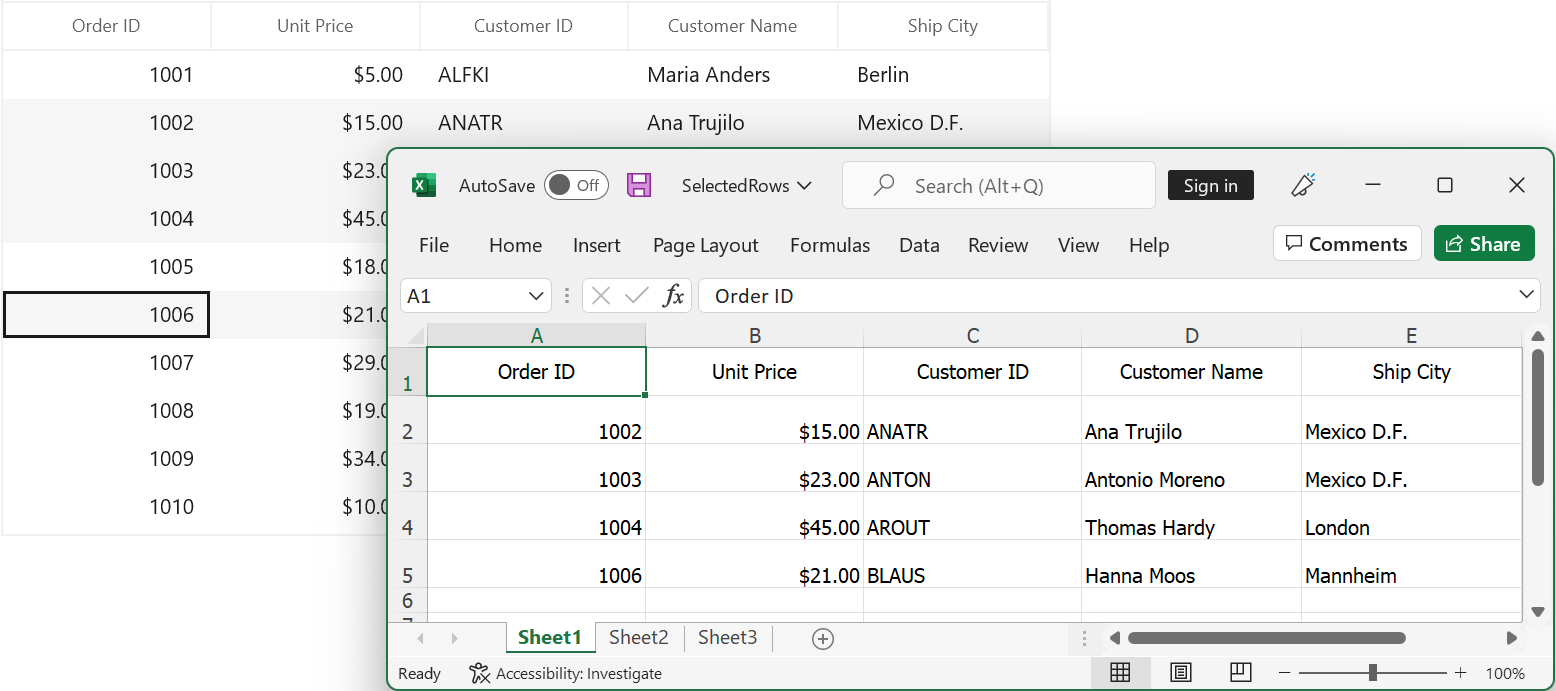 Order ID Unit Price Customer ID Customer Name Ship City
1001 $5.00 ALFKI Maria Anders Berlin
1002 $15.00 ANATR Ana Trujilo Mexico D.F.
1003 $23.0
1004 $45.0
1005 $18.0
1006 $21.0
1007 $29.0
1008 $19.0
1009 $34.0
1010 $10.0
AutoSave Off SelectedRows Search (Alt+Q) Sign in
File Home Insert Page Layout Formulas Data Review View Help Comments Share
A1 fx Order ID
A B C D E
1 Order ID Unit Price Customer ID Customer Name Ship City
2 1002 $15.00 ANATR Ana Trujilo Mexico D.F.
3 1003 $23.00 ANTON Antonio Moreno Mexico D.F.
4 1004 $45.00 AROUT Thomas Hardy London
5 1006 $21.00 BLAUS Hanna Moos Mannheim
6
Sheet1 Sheet2 Sheet3
Ready Accessibility: Investigate 100%